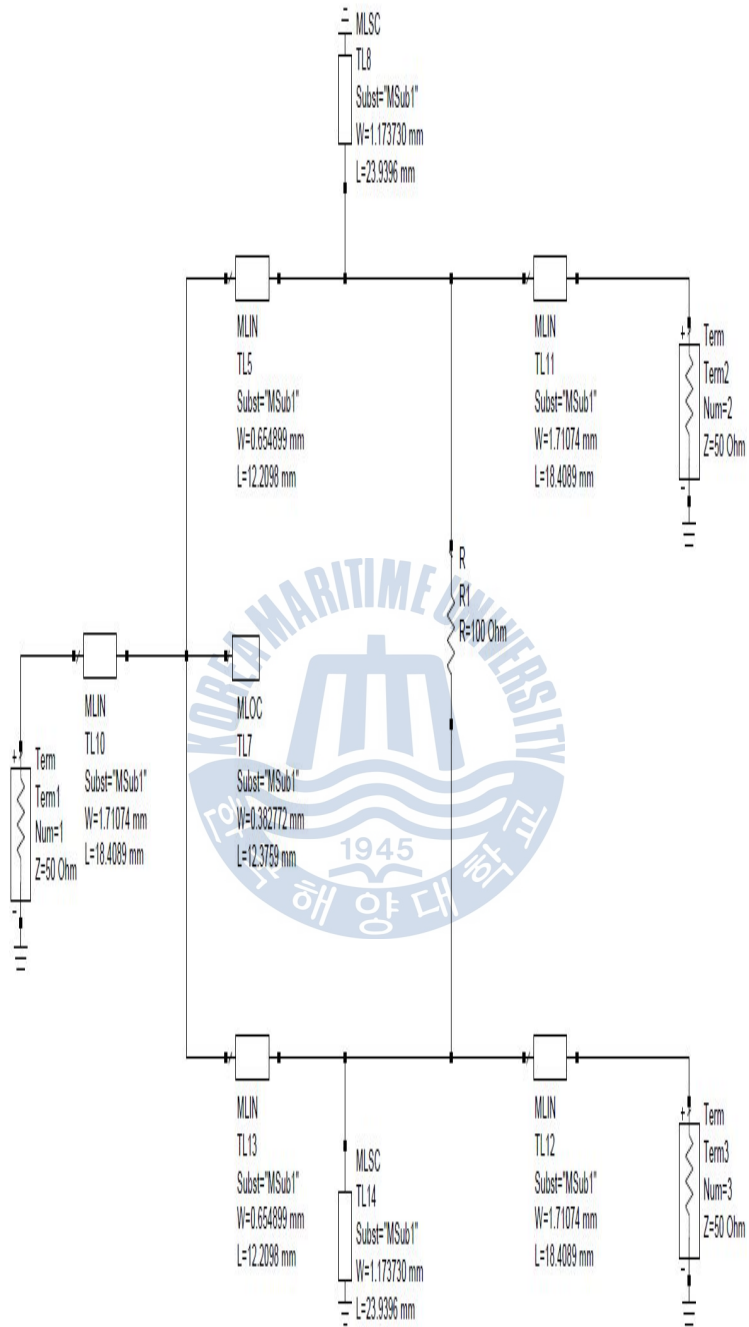 MLSC
TL8
Subst="MSub1"
W=1.173730 mm
L=23.9396 mm
MLIN
TL5
Subst="MSub1"
W=0.654899 mm
L=12.2098 mm
MLIN
TL11
Subst="MSub1"
W=1.71074 mm
L=18.4089 mm
+
Term
Term2
Num=2
Z=50 Ohm
-
R
R1
R=100 Ohm
MLIN
TL10
Subst="MSub1"
W=1.71074 mm
L=18.4089 mm
MLOC
TL7
Subst="MSub1"
W=0.382772 mm
L=12.3759 mm
+
Term
Term1
Num=1
Z=50 Ohm
-
KOREA MARITIME UNIVERSITY
1945
한국해양대학교
MLIN
TL13
Subst="MSub1"
W=0.654899 mm
L=12.2098 mm
MLSC
TL14
Subst="MSub1"
W=1.173730 mm
L=23.9396 mm
MLIN
TL12
Subst="MSub1"
W=1.71074 mm
L=18.4089 mm
+
Term
Term3
Num=3
Z=50 Ohm
-